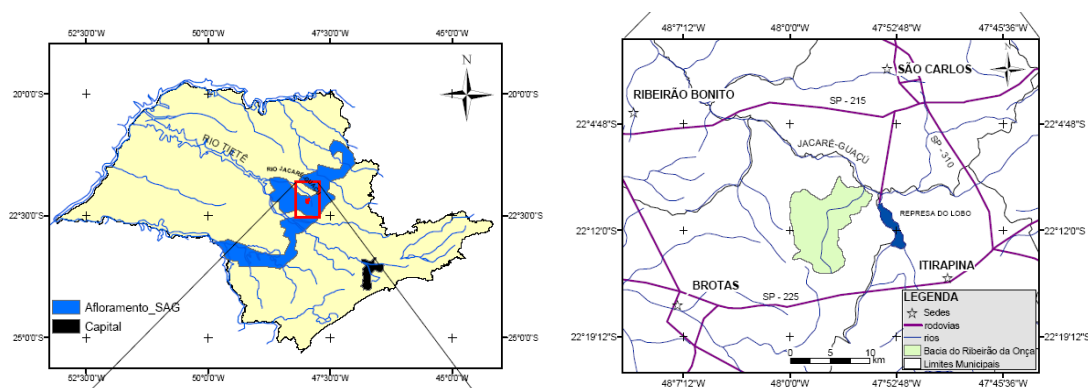 52°30'0"W 50°0'0"W 47°30'0"W 45°0'0"W
20°0'0"S 20°0'0"S
22°30'0"S 22°30'0"S
25°0'0"S 25°0'0"S
N
RIO TIETÊ
Afloramento_SAG
Capital
52°30'0"W 50°0'0"W 47°30'0"W 45°0'0"W
48°7'12"W 48°0'0"W 47°52'48"W 47°45'36"W
N
SÃO CARLOS
RIBEIRÃO BONITO
SP - 215
22°4'48"S 22°4'48"S
JACARÉ-GUAÇÚ
SP - 310
REPRESA DO LOBO
22°12'0"S 22°12'0"S
ITIRAPINA
BROTAS
SP - 225
22°19'12"S 22°19'12"S
0 5 10
km
LEGENDA
Sedes
rodovias
rios
Bacia do Ribeirão da Onça
Limites Municipais
48°7'12"W 48°0'0"W 47°52'48"W 47°45'36"W